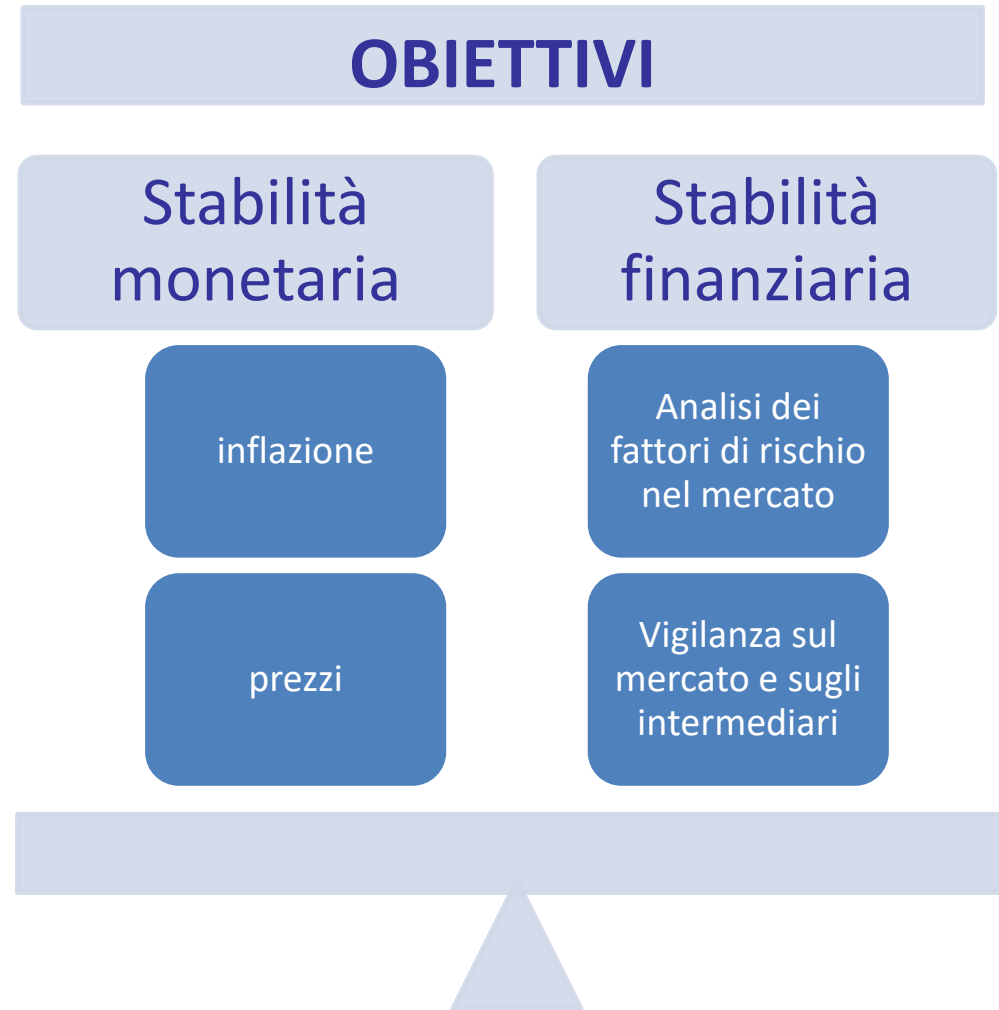 OBIETTIVI
Stabilità
monetaria
Stabilità
finanziaria
inflazione
Analisi dei
fattori di rischio
nel mercato
prezzi
Vigilanza sul
mercato e sugli
intermediari